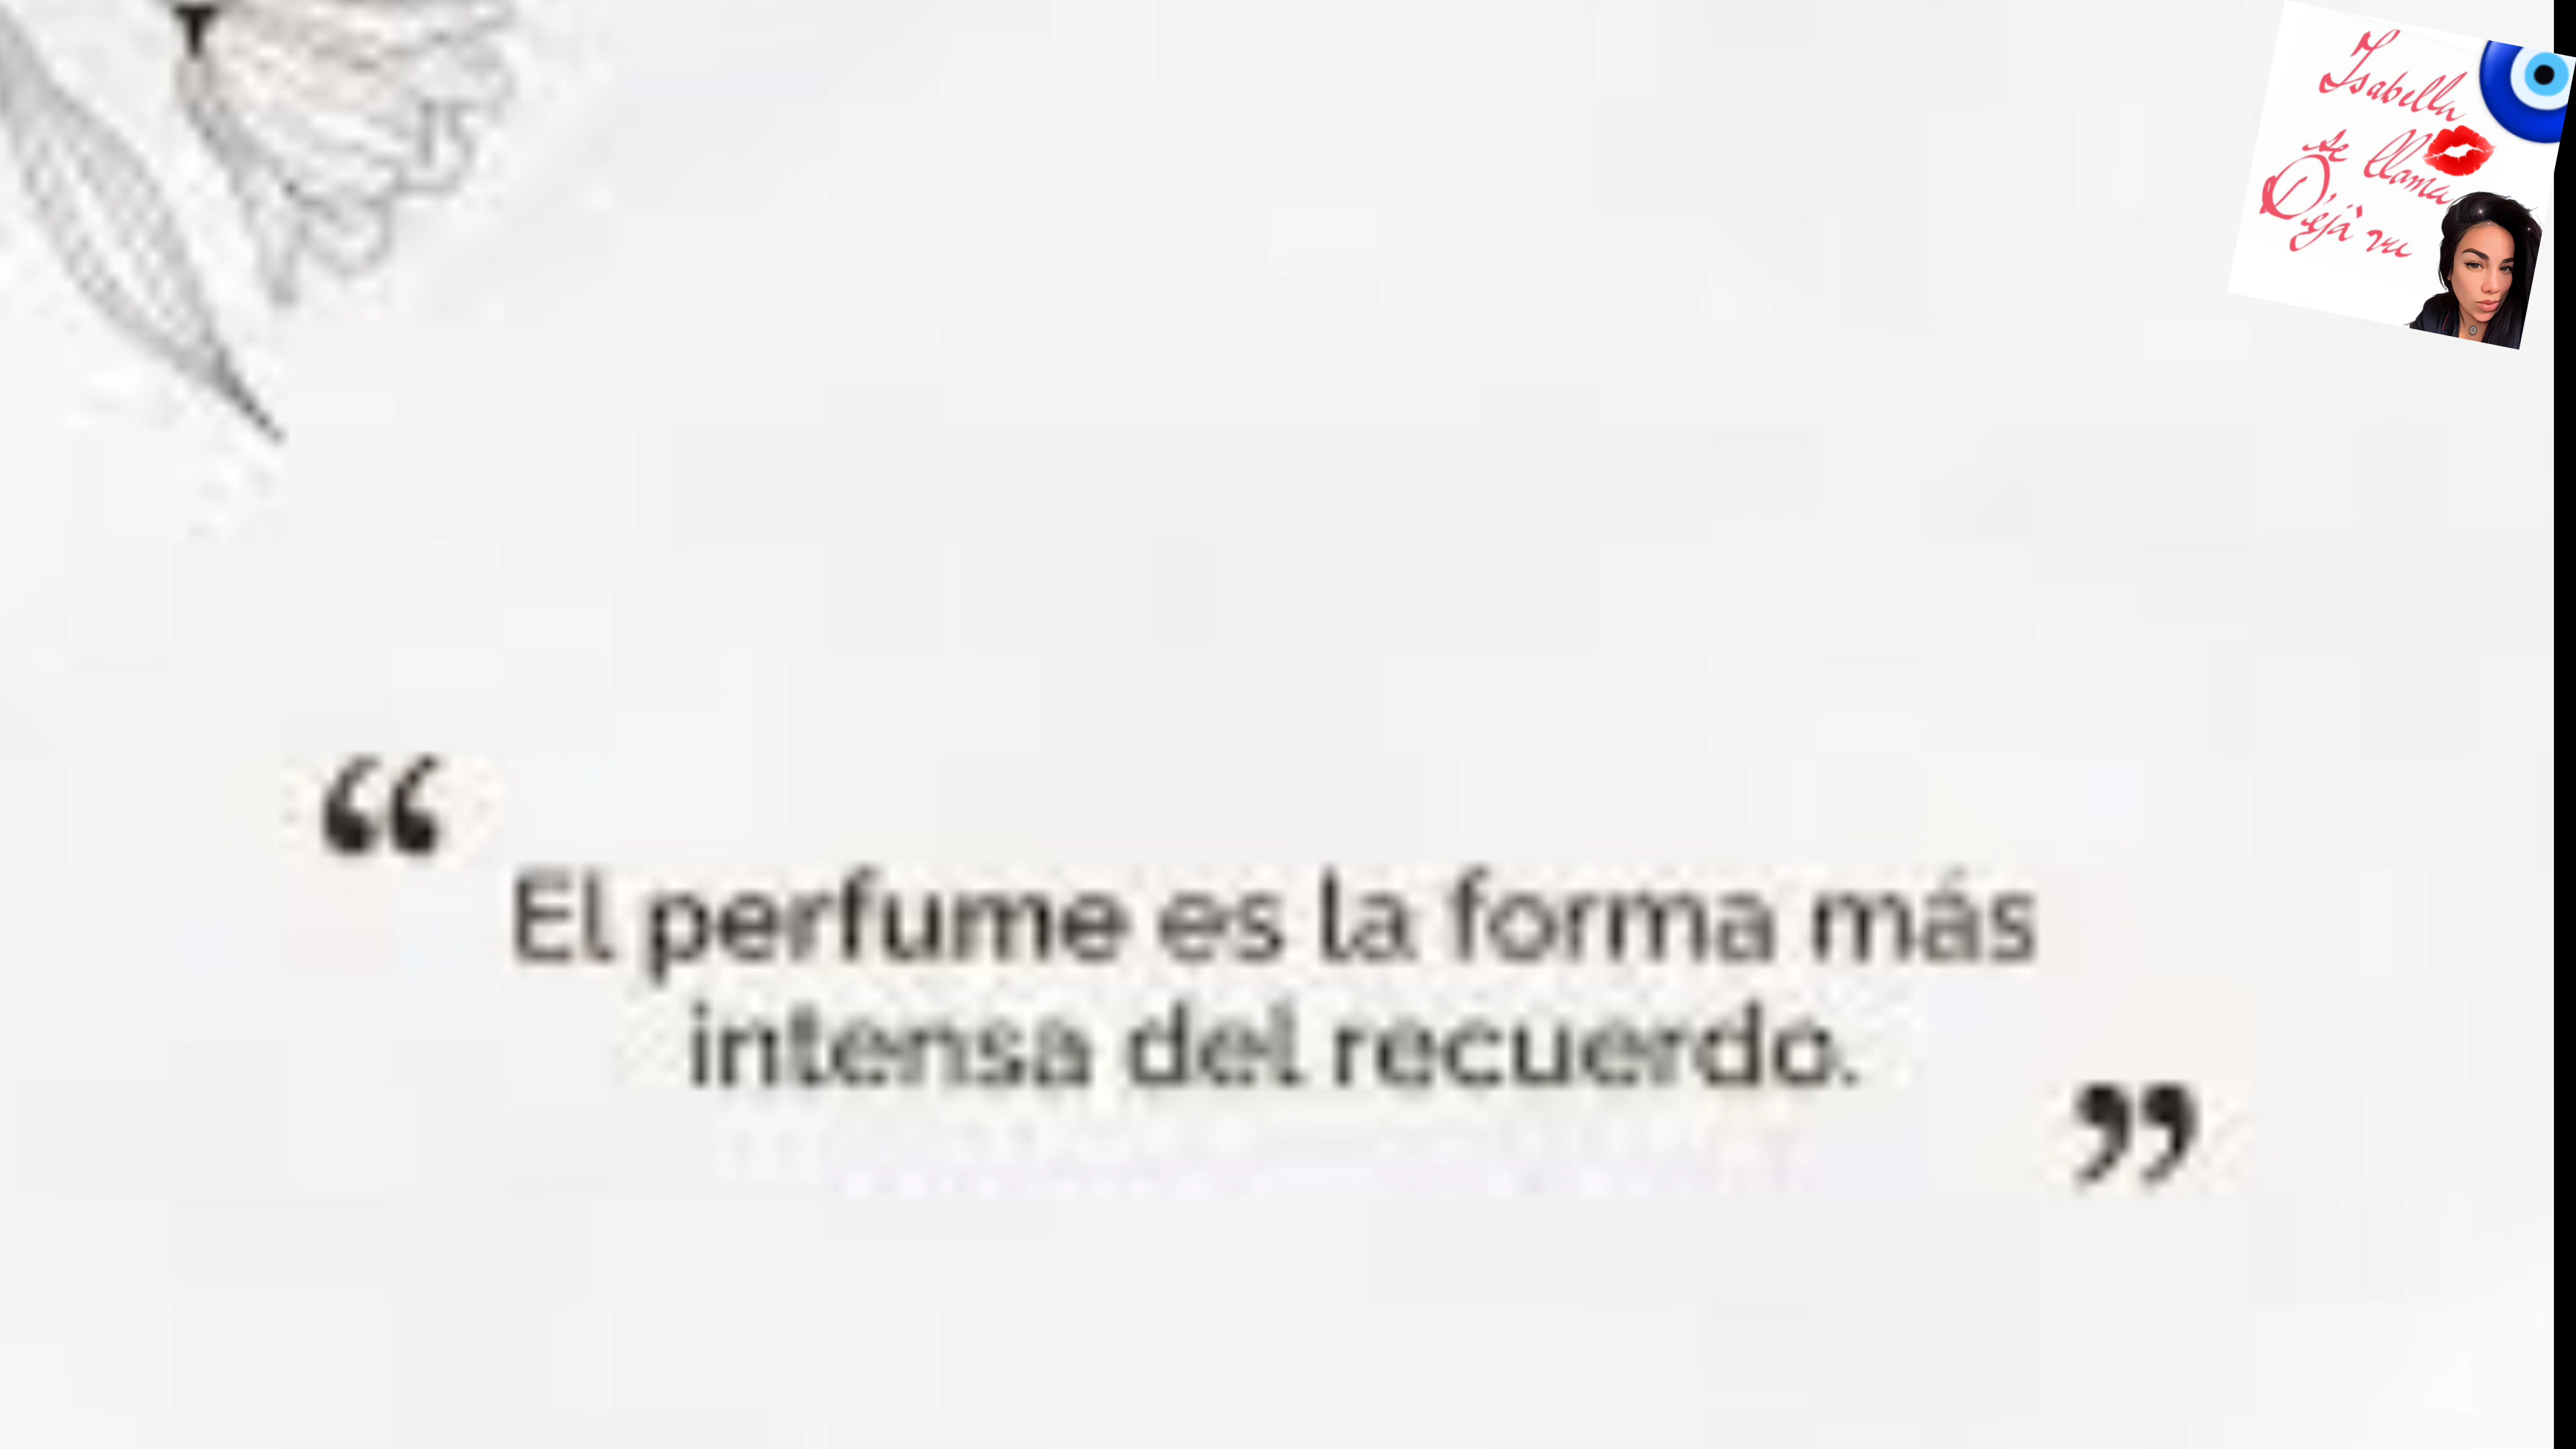 Isabella
se llama
Déjà vu
“
El perfume es la forma más
intensa del recuerdo.
”